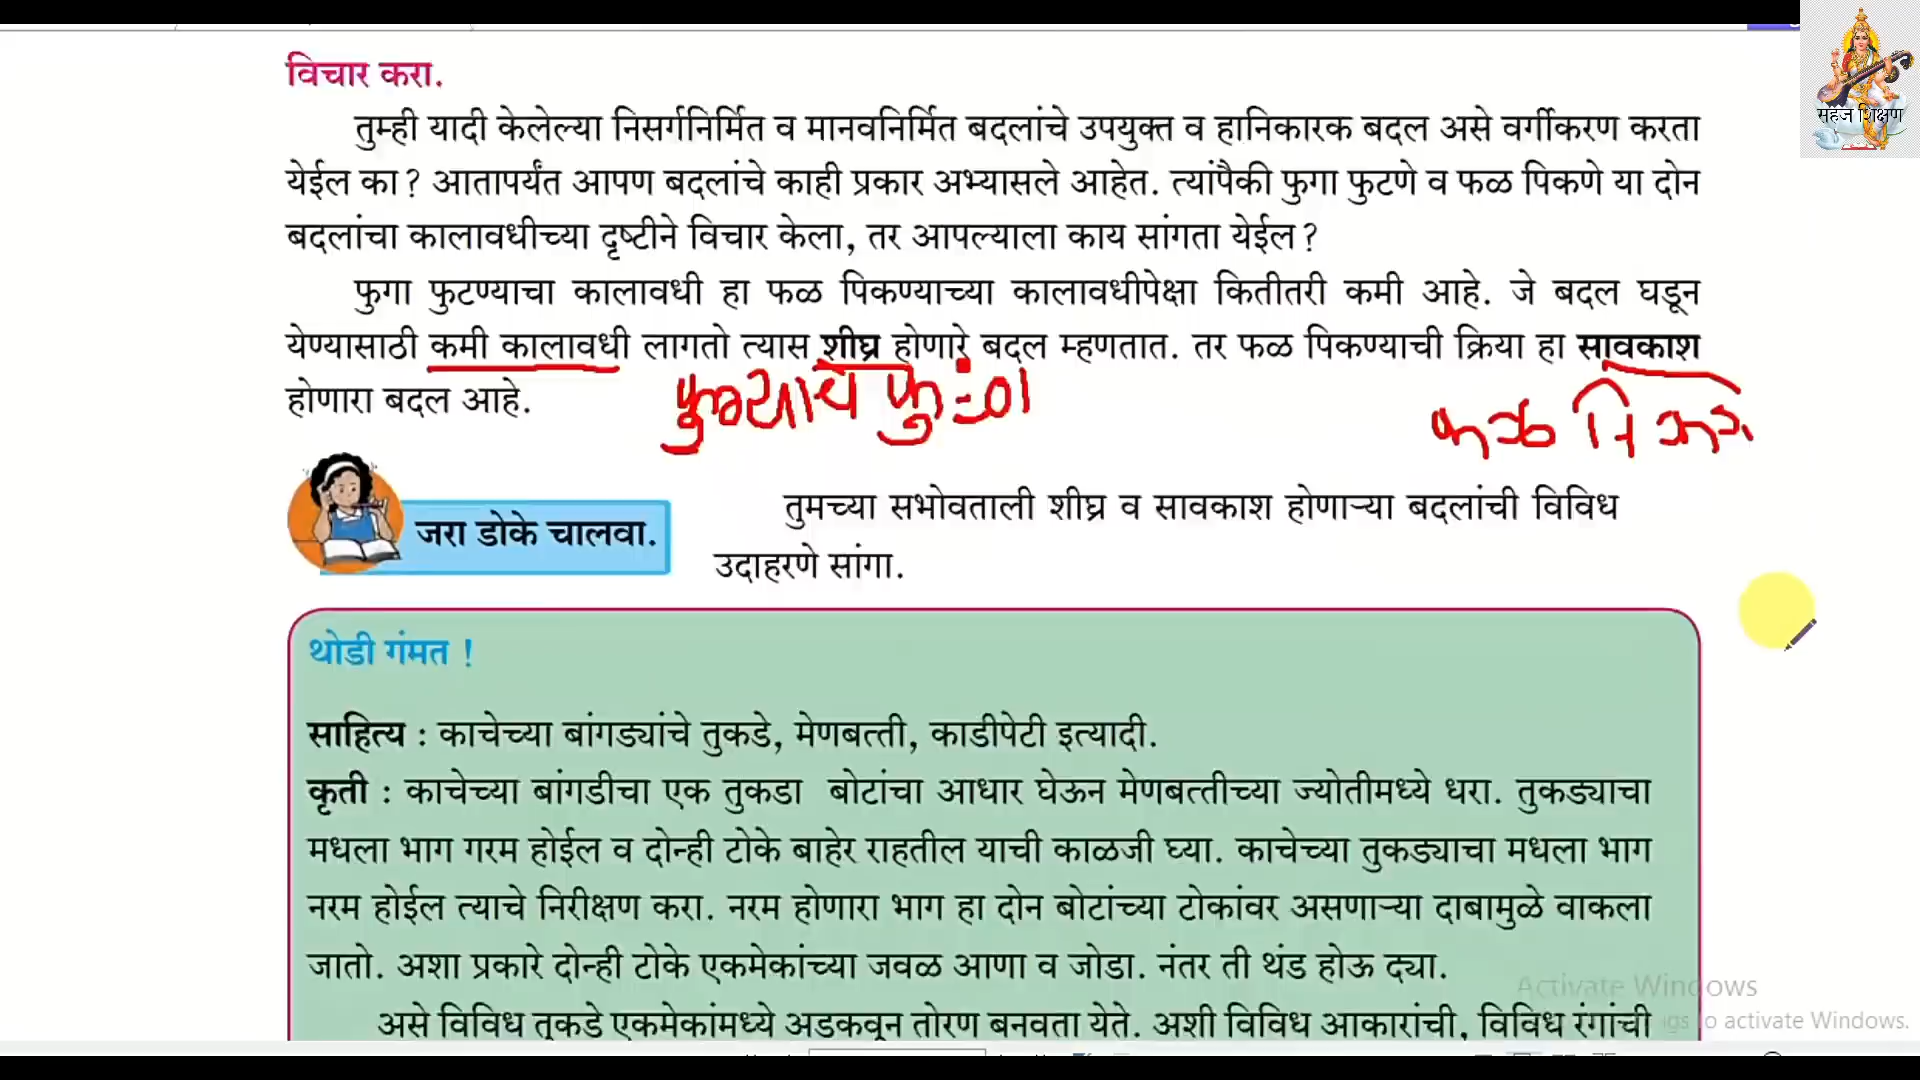 सहज शिक्षण
विचार करा.
तुम्ही यादी केलेल्या निसर्गनिर्मित व मानवनिर्मित बदलांचे उपयुक्त व हानिकारक बदल असे वर्गीकरण करता
येईल का? आतापर्यंत आपण बदलांचे काही प्रकार अभ्यासले आहेत. त्यांपैकी फुगा फुटणे व फळ पिकणे या दोन
बदलांचा कालावधीच्या दृष्टीने विचार केला, तर आपल्याला काय सांगता येईल?
फुगा फुटण्याचा कालावधी हा फळ पिकण्याच्या कालावधीपेक्षा कितीतरी कमी आहे. जे बदल घडून
येण्यासाठी कमी कालावधी लागतो त्यास शीघ्र होणारे बदल म्हणतात. तर फळ पिकण्याची क्रिया हा सावकाश
होणारा बदल आहे.
जरा डोके चालवा.
तुमच्या सभोवताली शीघ्र व सावकाश होणाऱ्या बदलांची विविध
उदाहरणे सांगा.
थोडी गंमत !
साहित्य : काचेच्या बांगड्यांचे तुकडे, मेणबत्ती, काडीपेटी इत्यादी.
कृती : काचेच्या बांगडीचा एक तुकडा बोटांचा आधार घेऊन मेणबत्तीच्या ज्योतीमध्ये धरा. तुकड्याचा
मधला भाग गरम होईल व दोन्ही टोके बाहेर राहतील याची काळजी घ्या. काचेच्या तुकड्याचा मधला भाग
नरम होईल त्याचे निरीक्षण करा. नरम होणारा भाग हा दोन बोटांच्या टोकांवर असणाऱ्या दाबामुळे वाकला
जातो. अशा प्रकारे दोन्ही टोके एकमेकांच्या जवळ आणा व जोडा. नंतर ती थंड होऊ द्या.
असे विविध तुकडे एकमेकांमध्ये अडकवून तोरण बनवता येते. अशी विविध आकारांची, विविध रंगांची
Activate Windows
to activate Windows.